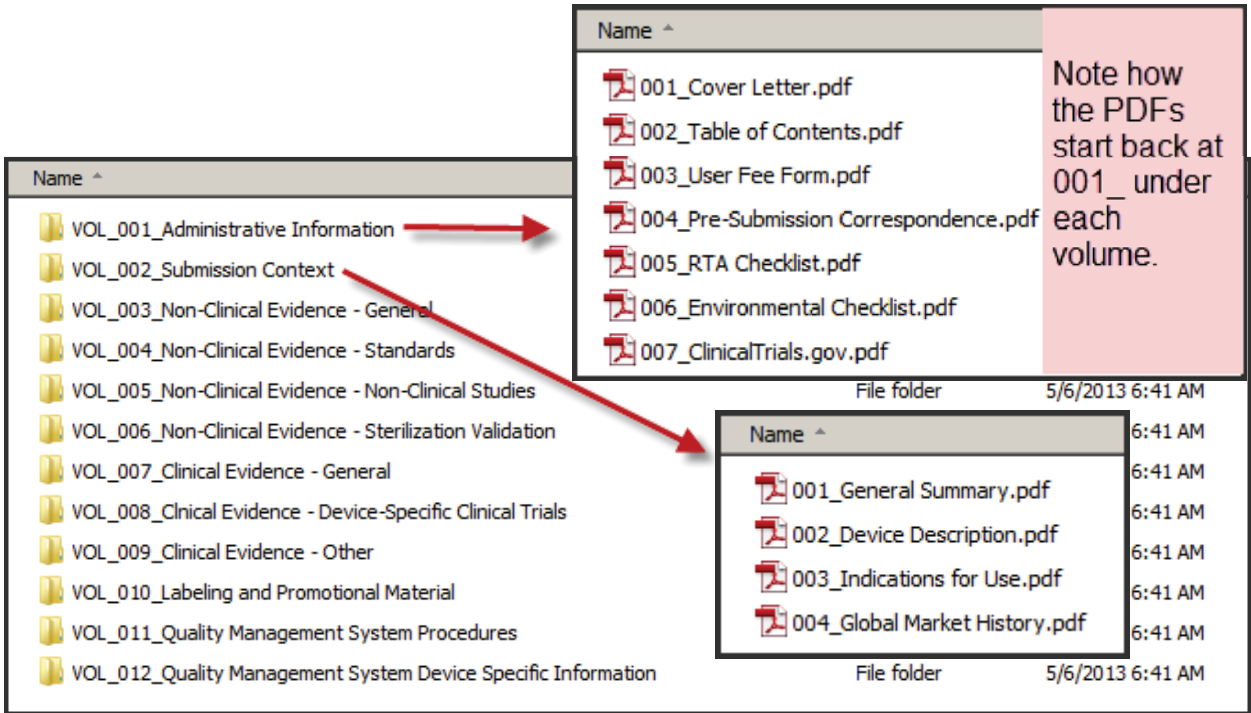 Name
001_Cover Letter.pdf
002_Table of Contents.pdf
003_User Fee Form.pdf
004_Pre-Submission Correspondence.pdf
005_RTA Checklist.pdf
006_Environmental Checklist.pdf
007_ClinicalTrials.gov.pdf
Note how
the PDFs
start back at
001_ under
each
volume.
Name
VOL_001_Administrative Information
VOL_002_Submission Context
VOL_003_Non-Clinical Evidence - General
VOL_004_Non-Clinical Evidence - Standards
VOL_005_Non-Clinical Evidence - Non-Clinical Studies File folder 5/6/2013 6:41 AM
VOL_006_Non-Clinical Evidence - Sterilization Validation 6:41 AM
VOL_007_Clinical Evidence - General 6:41 AM
VOL_008_Clnical Evidence - Device-Specific Clinical Trials 6:41 AM
VOL_009_Clinical Evidence - Other 6:41 AM
VOL_010_Labeling and Promotional Material 6:41 AM
VOL_011_Quality Management System Procedures 6:41 AM
VOL_012_Quality Management System Device Specific Information File folder 5/6/2013 6:41 AM
Name
001_General Summary.pdf
002_Device Description.pdf
003_Indications for Use.pdf
004_Global Market History.pdf